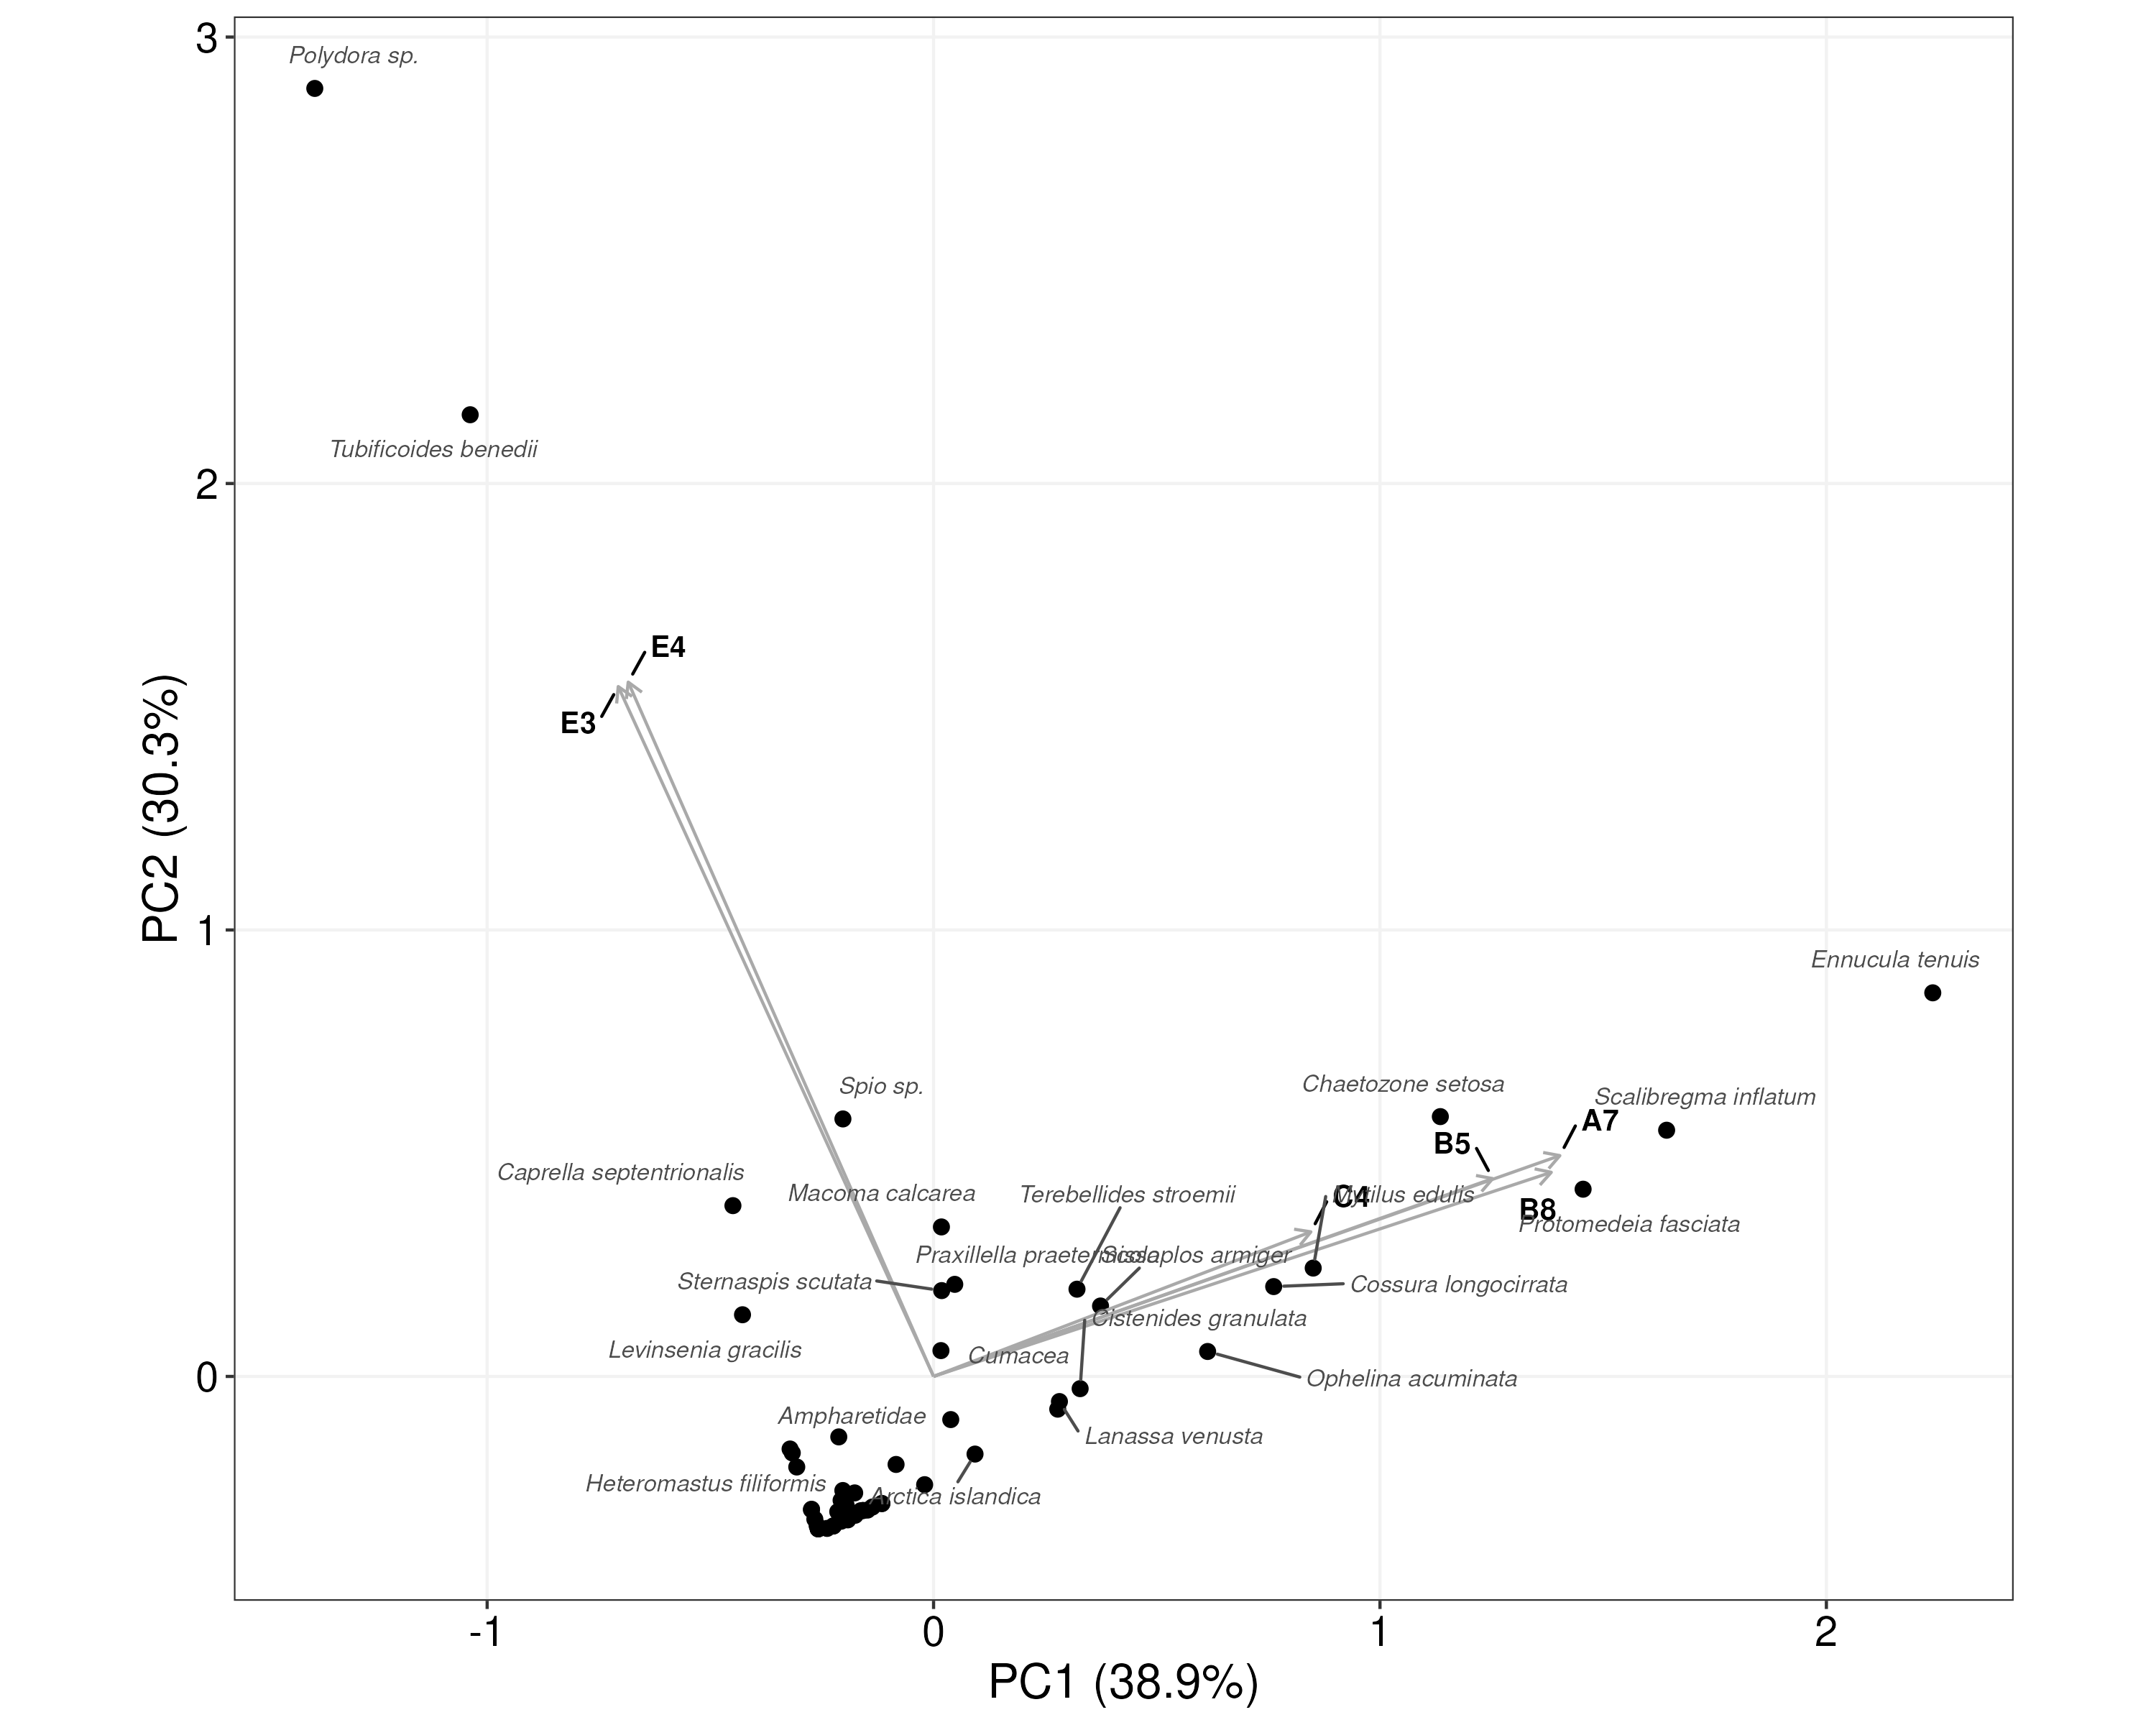 3
Polydora sp.
Tubificoides benedii
2
E4
E3
PC2 (30.3%)
1
Ennucula tenuis
Spio sp.
Chaetozone setosa
Scalibregma inflatum
A7
B5
Caprella septentrionalis
Macoma calcarea
Terebellides stroemii
Mytilus edulis
C4
B8
Protomedeia fasciata
Praxillella praetermissa
Scoloplos armiger
Sternaspis scutata
Cossura longocirrata
Cistenides granulata
Levinsenia gracilis
Cumacea
0
Ophelina acuminata
Ampharetidae
Lanassa venusta
Heteromastus filiformis
Arctica islandica
-1
0
1
2
PC1 (38.9%)